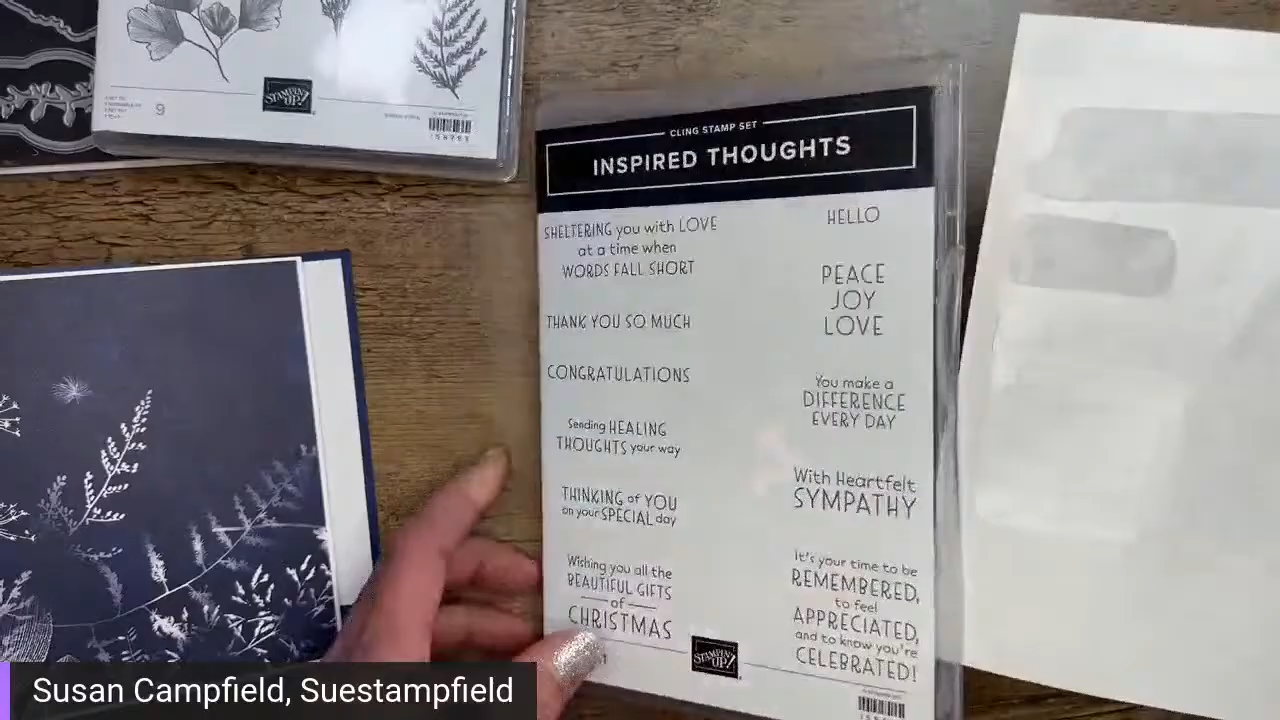 STAMPIN' UP!
9
CLING STAMP SET
INSPIRED THOUGHTS
SHELTERING you with LOVE
at a time when
WORDS FALL SHORT
THANK YOU SO MUCH
CONGRATULATIONS
Sending HEALING
THOUGHTS your way
THINKING of YOU
on your SPECIAL day
Wishing you all the
BEAUTIFUL GIFTS
of
CHRISTMAS
HELLO
PEACE
JOY
LOVE
You make a
DIFFERENCE
EVERY DAY
With Heartfelt
SYMPATHY
It's your time to be
REMEMBERED,
to feel
APPRECIATED,
and to know you're
CELEBRATED!
STAMPIN' UP!
Susan Campfield, Suestampfield